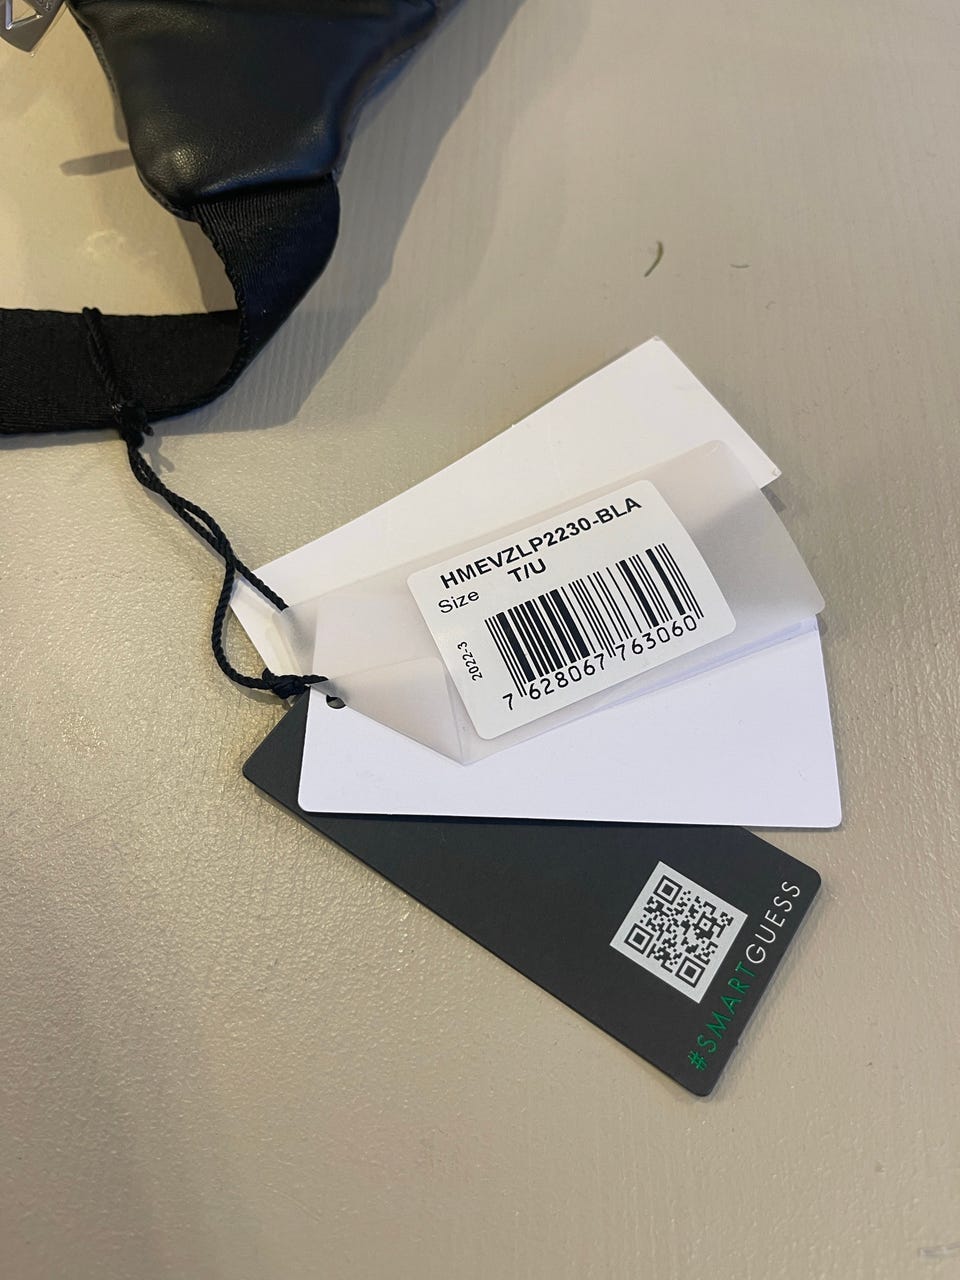 HMEVZLP2230-BLA
Size T/U
2022-3
7 628067 763060
#SMARTGUESS